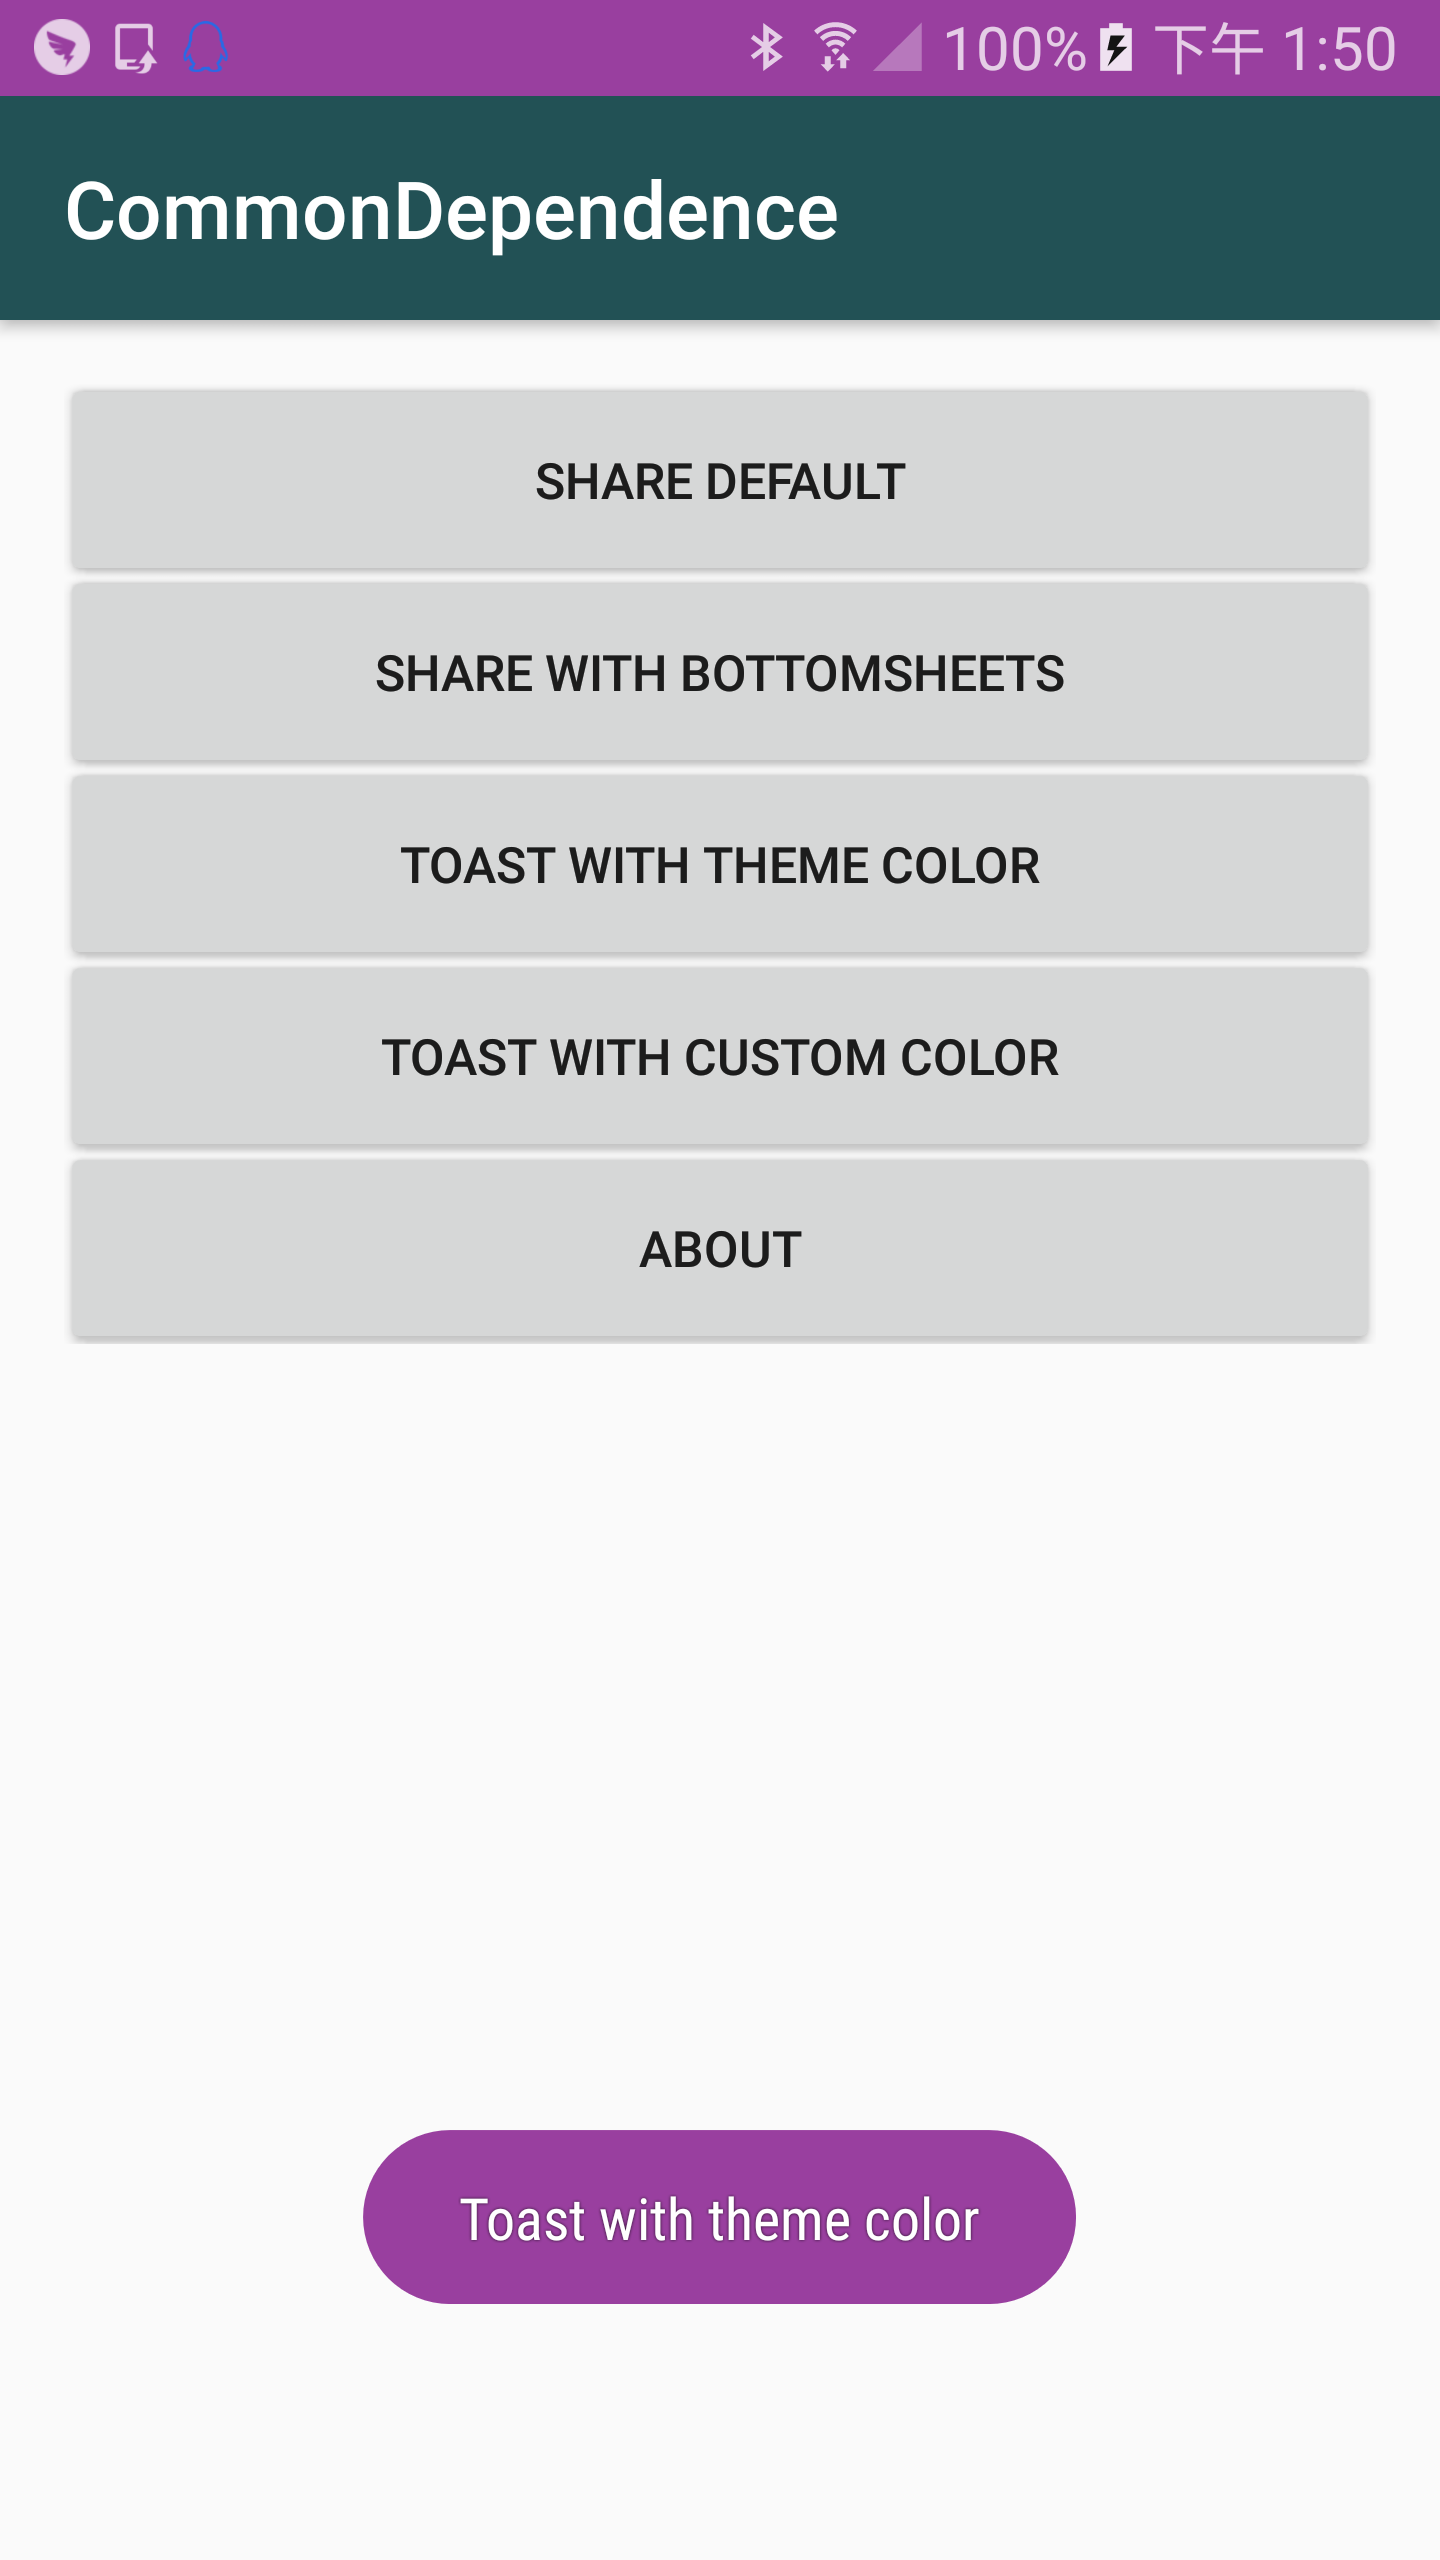 100% 下午 1:50
CommonDependence
SHARE DEFAULT
SHARE WITH BOTTOMSHEETS
TOAST WITH THEME COLOR
TOAST WITH CUSTOM COLOR
ABOUT
Toast with theme color